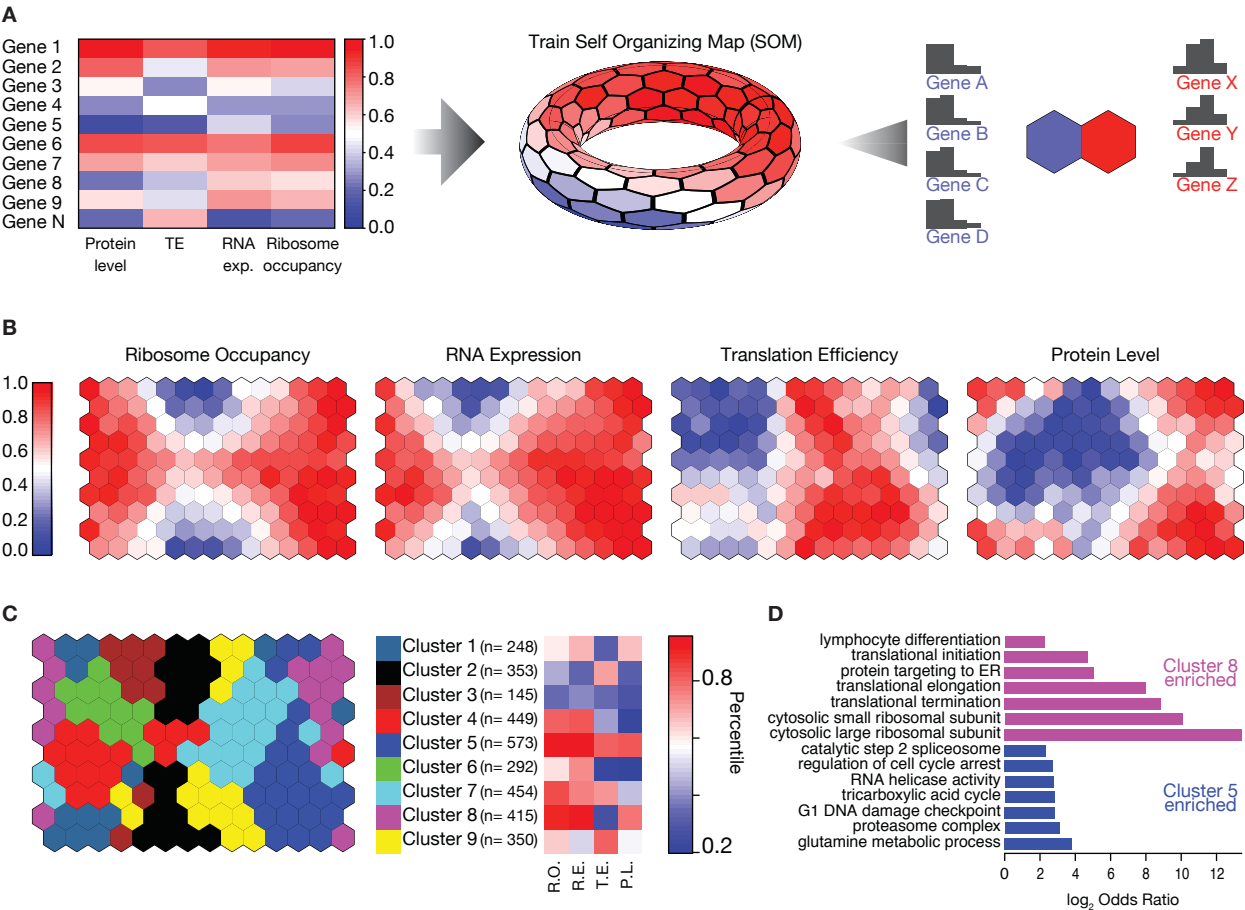 A
Gene 1
Gene 2
Gene 3
Gene 4
Gene 5
Gene 6
Gene 7
Gene 8
Gene 9
Gene N
Protein level
TE
RNA exp.
Ribosome occupancy
1.0
0.8
0.6
0.4
0.2
0.0
Train Self Organizing Map (SOM)
Gene A
Gene B
Gene C
Gene D
Gene X
Gene Y
Gene Z
B
Ribosome Occupancy
RNA Expression
Translation Efficiency
Protein Level
1.0
0.8
0.6
0.4
0.2
0.0
C
Cluster 1 (n= 248)
Cluster 2 (n= 353)
Cluster 3 (n= 145)
Cluster 4 (n= 449)
Cluster 5 (n= 573)
Cluster 6 (n= 292)
Cluster 7 (n= 454)
Cluster 8 (n= 415)
Cluster 9 (n= 350)
R.O.
R.E.
T.E.
P.L.
0.8
Percentile
0.2
D
lymphocyte differentiation
translational initiation
protein targeting to ER
translational elongation
translational termination
cytosolic small ribosomal subunit
cytosolic large ribosomal subunit
catalytic step 2 spliceosome
regulation of cell cycle arrest
RNA helicase activity
tricarboxylic acid cycle
G1 DNA damage checkpoint
proteasome complex
glutamine metabolic process
Cluster 8
enriched
Cluster 5
enriched
0 2 4 6 8 10 12
log2 Odds Ratio